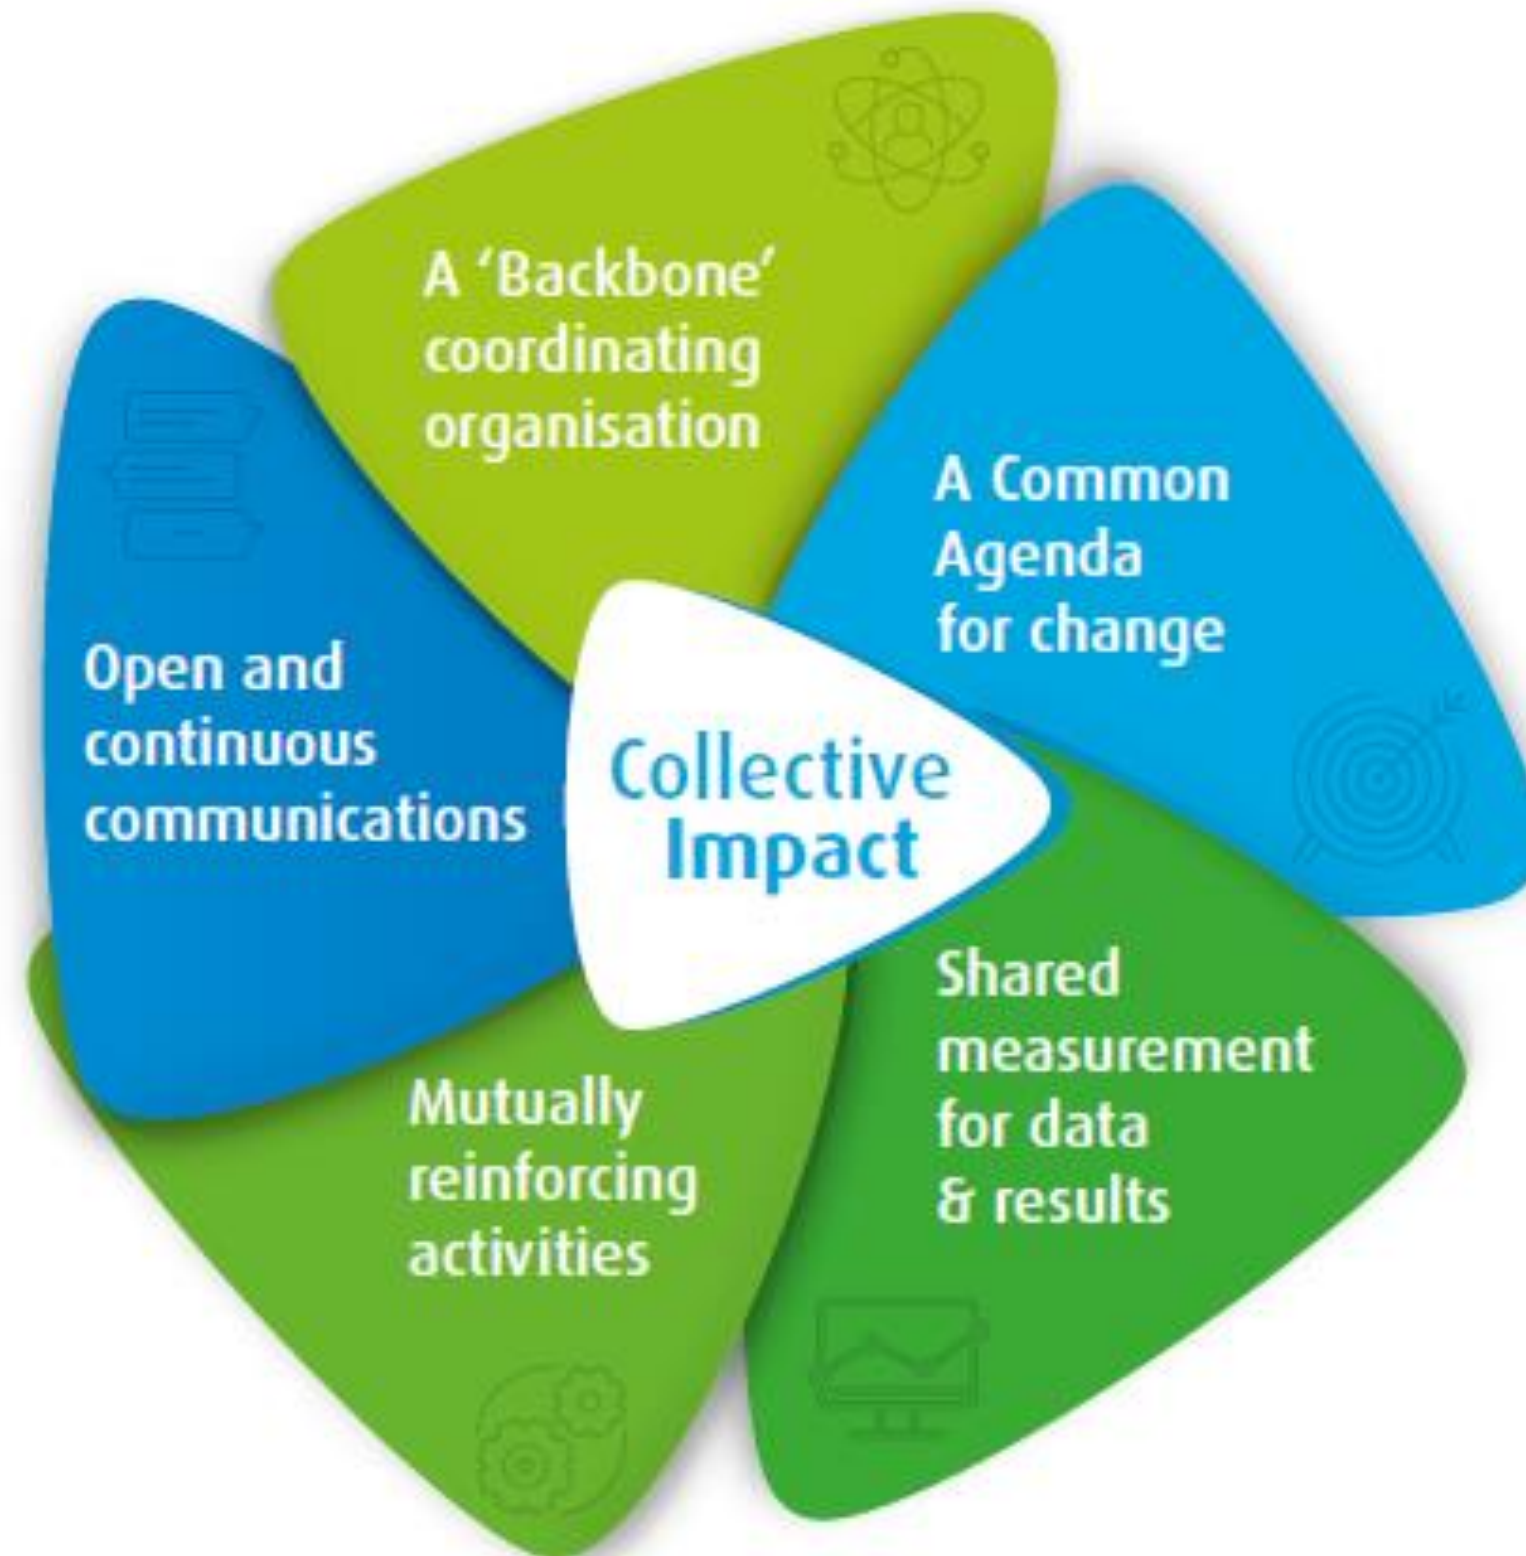 A ‘Backbone’
coordinating
organisation
A Common
Agenda
for change
Open and
continuous
communications
Collective
Impact
Shared
measurement
for data
& results
Mutually
reinforcing
activities